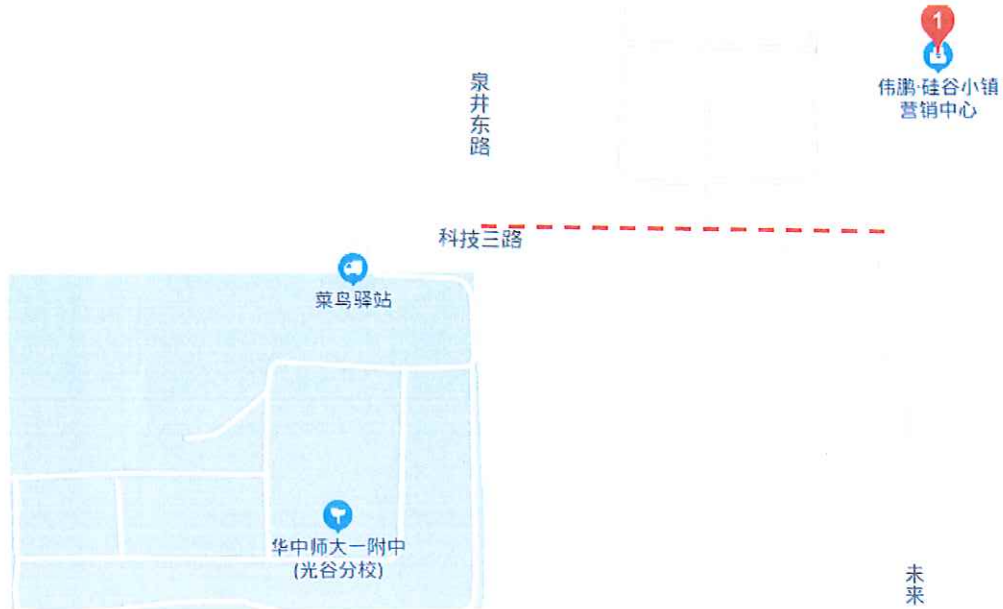 1
伟鹏·硅谷小镇
营销中心
泉井东路
科技三路
菜鸟驿站
华中师大一附中
(光谷分校)
未来